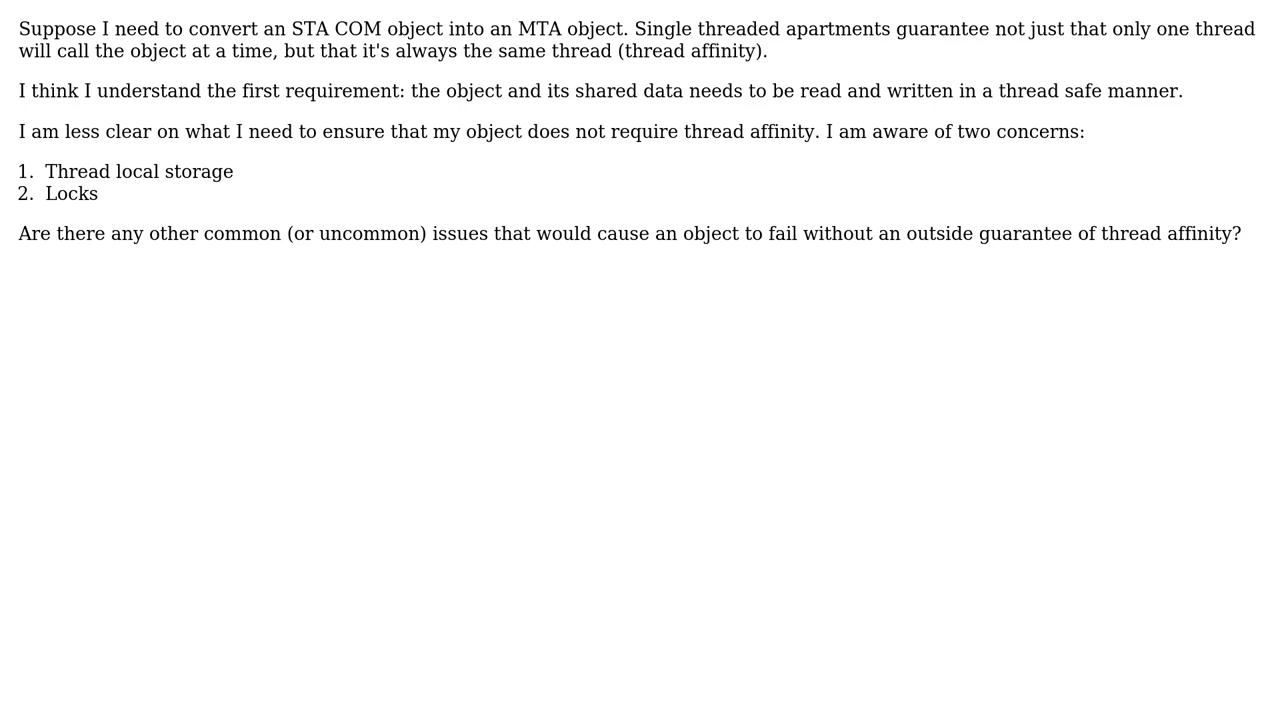 Suppose I need to convert an STA COM object into an MTA object. Single threaded apartments guarantee not just that only one thread
will call the object at a time, but that it's always the same thread (thread affinity).
I think I understand the first requirement: the object and its shared data needs to be read and written in a thread safe manner.
I am less clear on what I need to ensure that my object does not require thread affinity. I am aware of two concerns:
1. Thread local storage
2. Locks
Are there any other common (or uncommon) issues that would cause an object to fail without an outside guarantee of thread affinity?